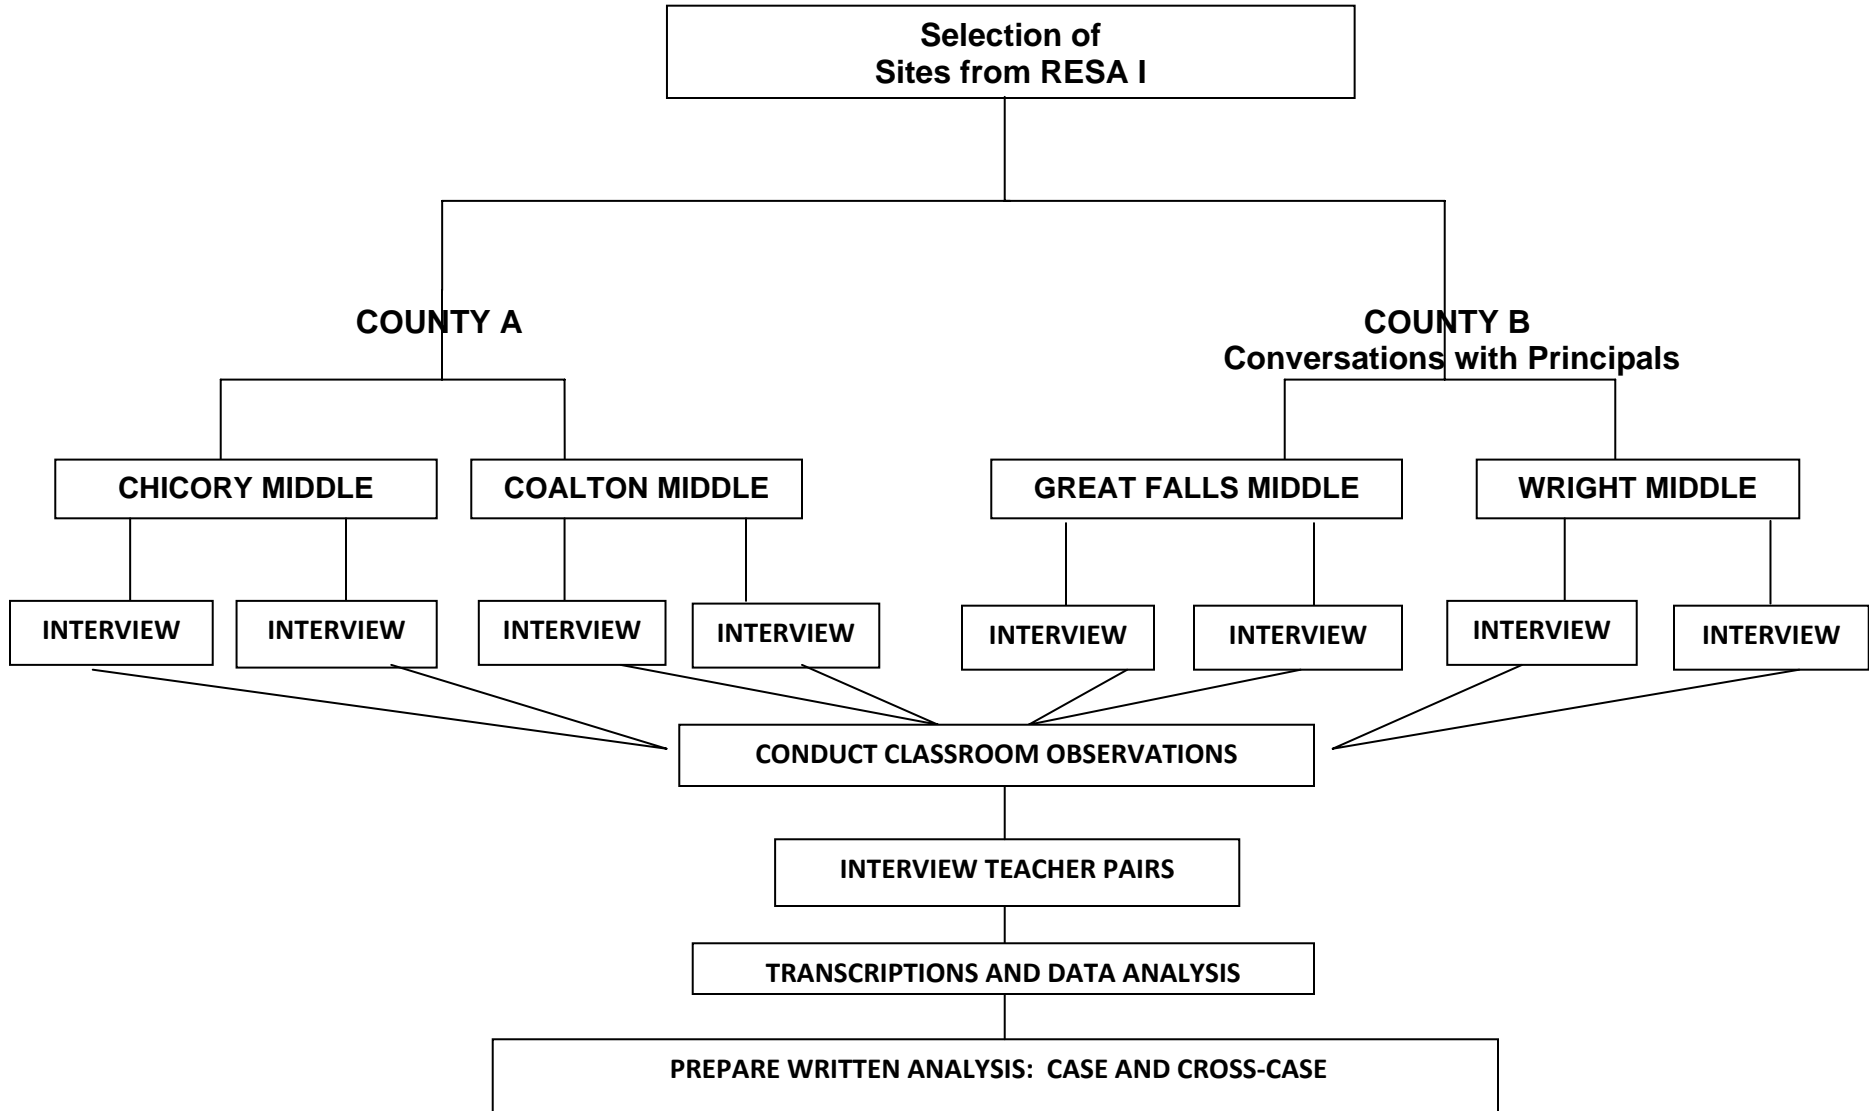 Selection of
Sites from RESA I
COUNTY A
COUNTY B
Conversations with Principals
CHICORY MIDDLE
COALTON MIDDLE
GREAT FALLS MIDDLE
WRIGHT MIDDLE
INTERVIEW
INTERVIEW
INTERVIEW
INTERVIEW
INTERVIEW
INTERVIEW
INTERVIEW
INTERVIEW
CONDUCT CLASSROOM OBSERVATIONS
INTERVIEW TEACHER PAIRS
TRANSCRIPTIONS AND DATA ANALYSIS
PREPARE WRITTEN ANALYSIS: CASE AND CROSS-CASE